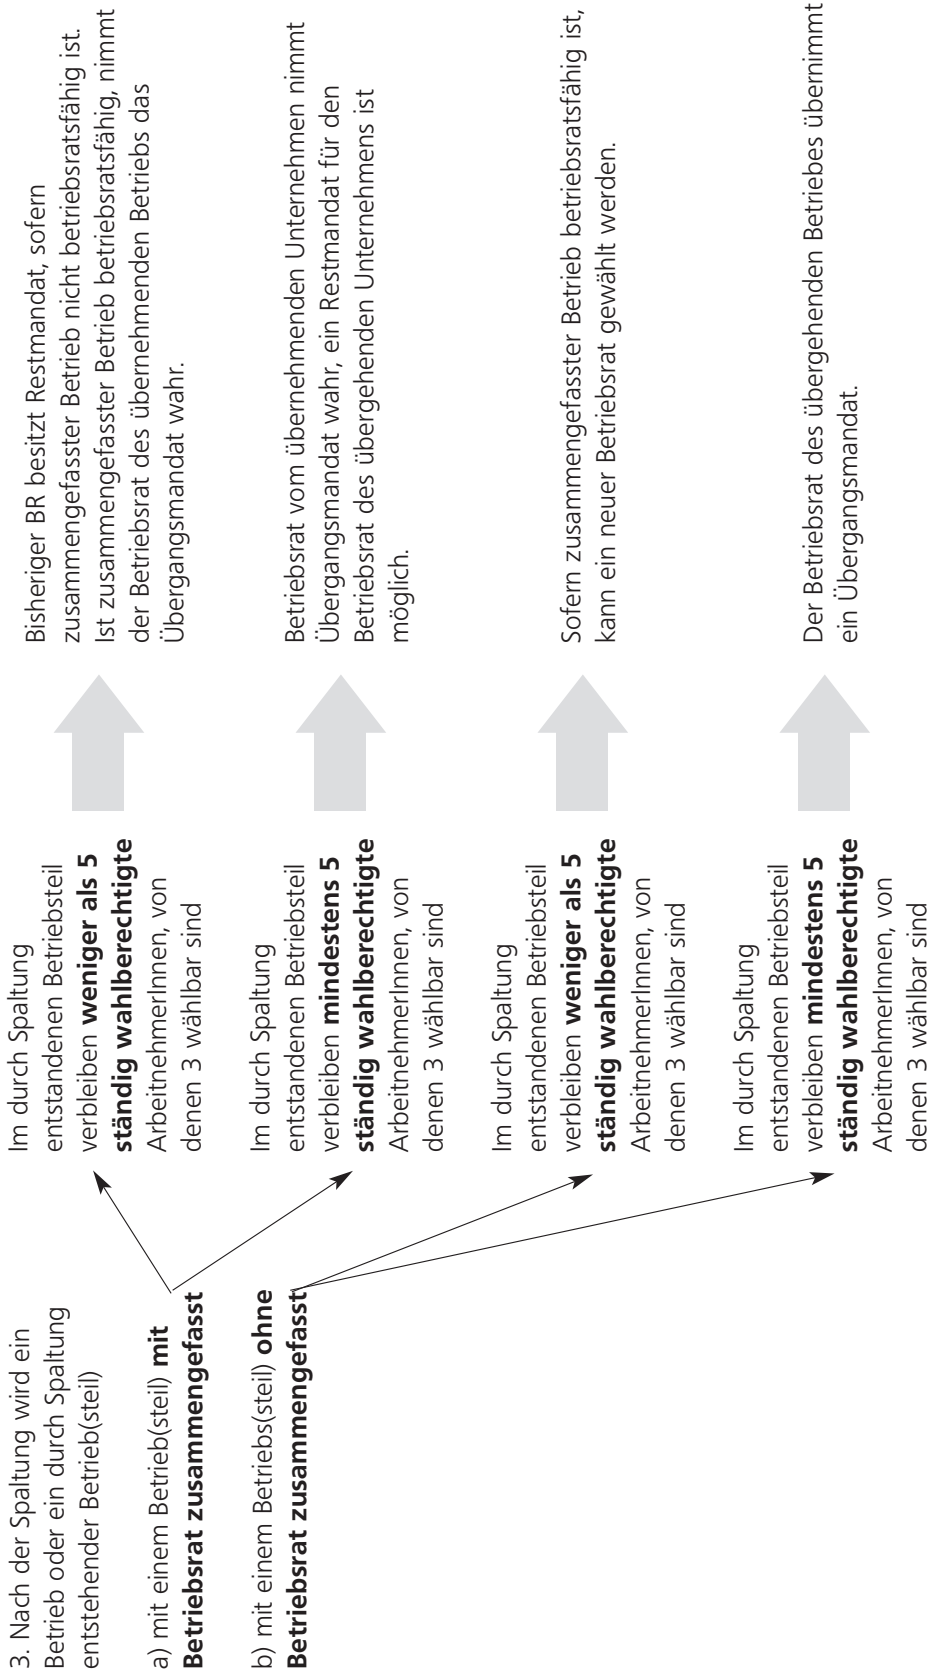 3. Nach der Spaltung wird ein
Betrieb oder ein durch Spaltung
entstehender Betrieb(steil)
a) mit einem Betrieb(steil) mit
Betriebsrat zusammengefasst
b) mit einem Betriebs(steil) ohne
Betriebsrat zusammengefasst
Im durch Spaltung
entstandenen Betriebsteil
verbleiben weniger als 5
ständig wahlberechtigte
ArbeitnehmerInnen, von
denen 3 wählbar sind
Bisheriger BR besitzt Restmandat, sofern
zusammengefasster Betrieb nicht betriebsratsfähig ist.
Ist zusammengefasster Betrieb betriebsratsfähig, nimmt
der Betriebsrat des übernehmenden Betriebs das
Übergangsmandat wahr.
Im durch Spaltung
entstandenen Betriebsteil
verbleiben mindestens 5
ständig wahlberechtigte
ArbeitnehmerInnen, von
denen 3 wählbar sind
Betriebsrat vom übernehmenden Unternehmen nimmt
Übergangsmandat wahr, ein Restmandat für den
Betriebsrat des übergehenden Unternehmens ist
möglich.
Im durch Spaltung
entstandenen Betriebsteil
verbleiben weniger als 5
ständig wahlberechtigte
ArbeitnehmerInnen, von
denen 3 wählbar sind
Sofern zusammengefasster Betrieb betriebsratsfähig ist,
kann ein neuer Betriebsrat gewählt werden.
Im durch Spaltung
entstandenen Betriebsteil
verbleiben mindestens 5
ständig wahlberechtigte
ArbeitnehmerInnen, von
denen 3 wählbar sind
Der Betriebsrat des übergehenden Betriebes übernimmt
ein Übergangsmandat.